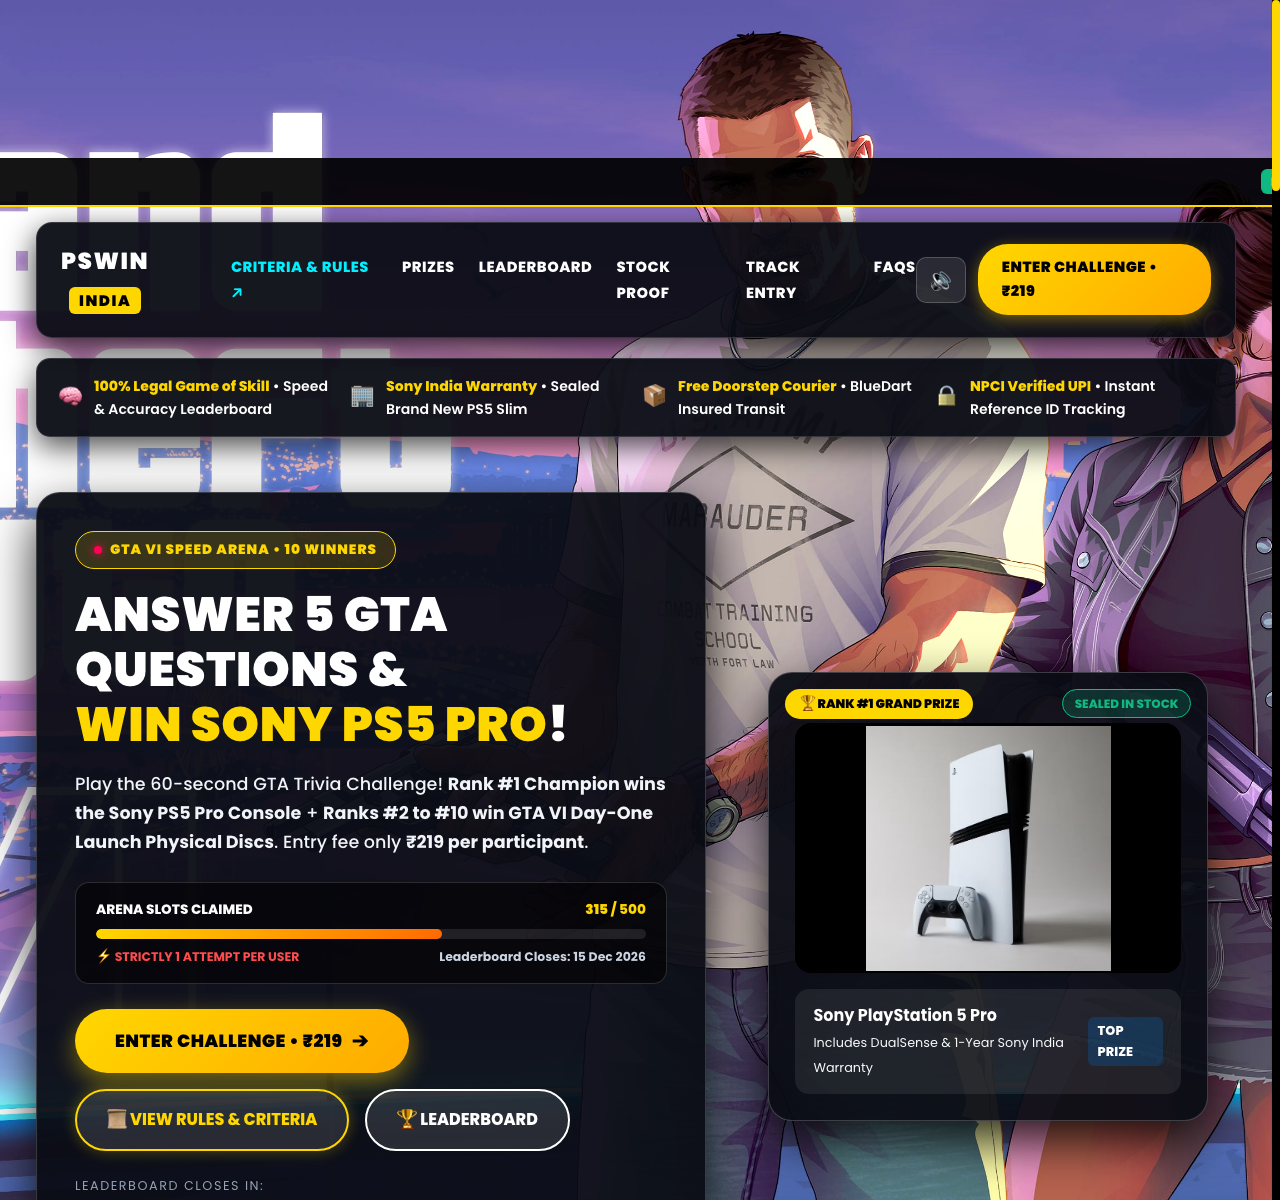 PSWIN
INDIA
CRITERIA & RULES ↗
PRIZES
LEADERBOARD
STOCK PROOF
TRACK ENTRY
FAQS
ENTER CHALLENGE •
₹219
100% Legal Game of Skill • Speed
& Accuracy Leaderboard
Sony India Warranty • Sealed
Brand New PS5 Slim
Free Doorstep Courier • BlueDart
Insured Transit
NPCI Verified UPI • Instant
Reference ID Tracking
MARAUDER
TRAINING
SCHOOL
FORT LAW
GTA VI SPEED ARENA • 10 WINNERS
ANSWER 5 GTA
QUESTIONS &
WIN SONY PS5 PRO!
Play the 60-second GTA Trivia Challenge! Rank #1 Champion wins
the Sony PS5 Pro Console + Ranks #2 to #10 win GTA VI Day-One
Launch Physical Discs. Entry fee only ₹219 per participant.
ARENA SLOTS CLAIMED
315 / 500
⚡ STRICTLY 1 ATTEMPT PER USER
Leaderboard Closes: 15 Dec 2026
ENTER CHALLENGE • ₹219 →
VIEW RULES & CRITERIA
LEADERBOARD
LEADERBOARD CLOSES IN:
RANK #1 GRAND PRIZE
SEALED IN STOCK
Sony PlayStation 5 Pro
Includes DualSense & 1-Year Sony India
Warranty
TOP
PRIZE